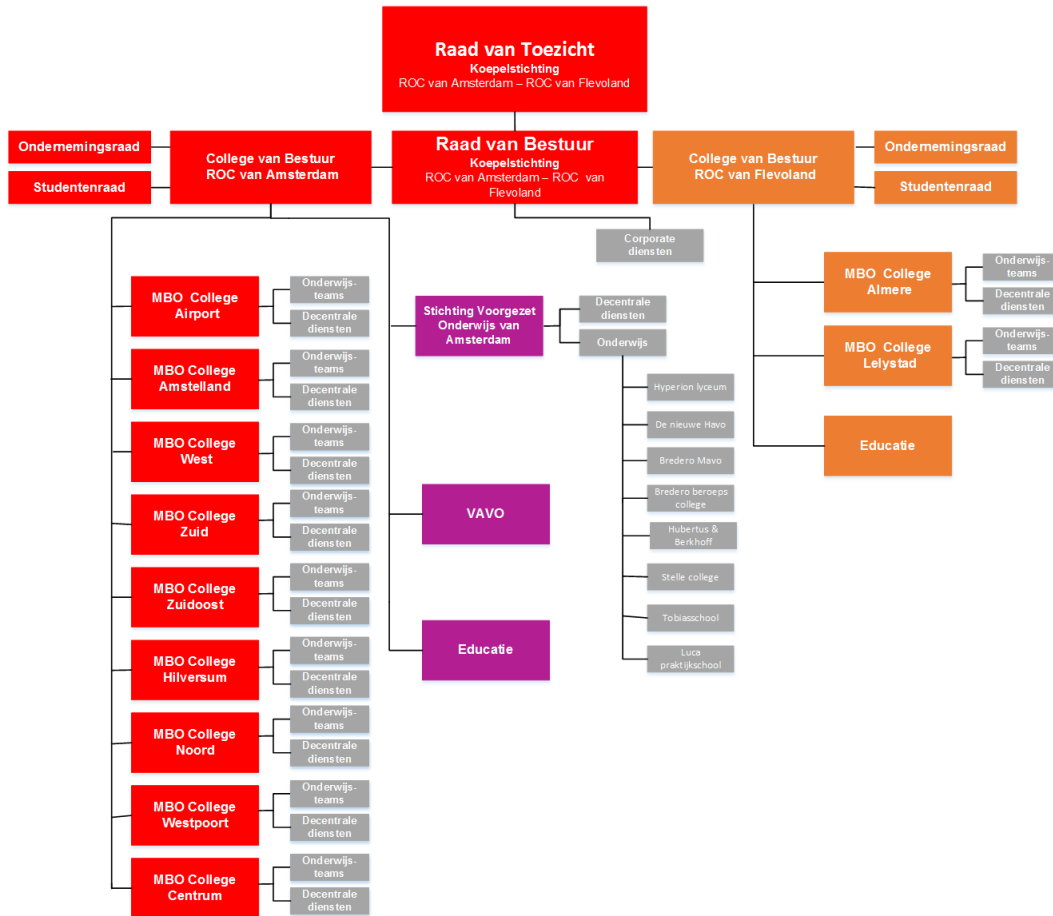 Raad van Toezicht
Koepelstichting
ROC van Amsterdam – ROC van Flevoland
Ondernemingsraad
Studentenraad
College van Bestuur
ROC van Amsterdam
Raad van Bestuur
Koepelstichting
ROC van Amsterdam – ROC van
Flevoland
College van Bestuur
ROC van Flevoland
Ondernemingsraad
Studentenraad
Corporate
diensten
MBO College
Airport
Onderwijs-
teams
Decentrale
diensten
MBO College
Amstelland
Onderwijs-
teams
Decentrale
diensten
MBO College
West
Onderwijs-
teams
Decentrale
diensten
MBO College
Zuid
Onderwijs-
teams
Decentrale
diensten
MBO College
Zuidoost
Onderwijs-
teams
Decentrale
diensten
MBO College
Hilversum
Onderwijs-
teams
Decentrale
diensten
MBO College
Noord
Onderwijs-
teams
Decentrale
diensten
MBO College
Westpoort
Onderwijs-
teams
Decentrale
diensten
MBO College
Centrum
Onderwijs-
teams
Decentrale
diensten
Stichting Voorgezet
Onderwijs van
Amsterdam
Decentrale
diensten
Onderwijs
Hyperion lyceum
De nieuwe Havo
Bredero Mavo
Bredero beroeps
college
Hubertus &
Berkhoff
Stelle college
Tobiasschool
Luca
praktijkschool
VAVO
Educatie
MBO College
Almere
Onderwijs-
teams
Decentrale
diensten
MBO College
Lelystad
Onderwijs-
teams
Decentrale
diensten
Educatie